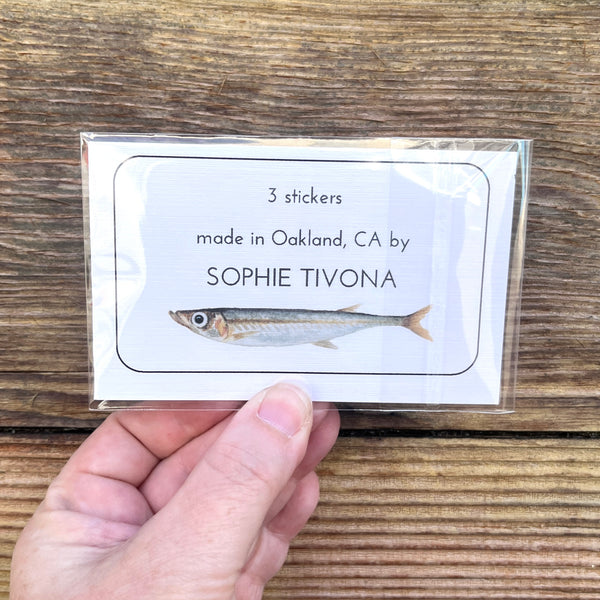 3 stickers
made in Oakland, CA by
SOPHIE TIVONA